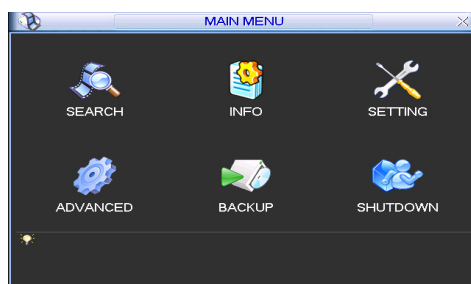 MAIN MENU
SEARCH
INFO
SETTING
ADVANCED
BACKUP
SHUTDOWN